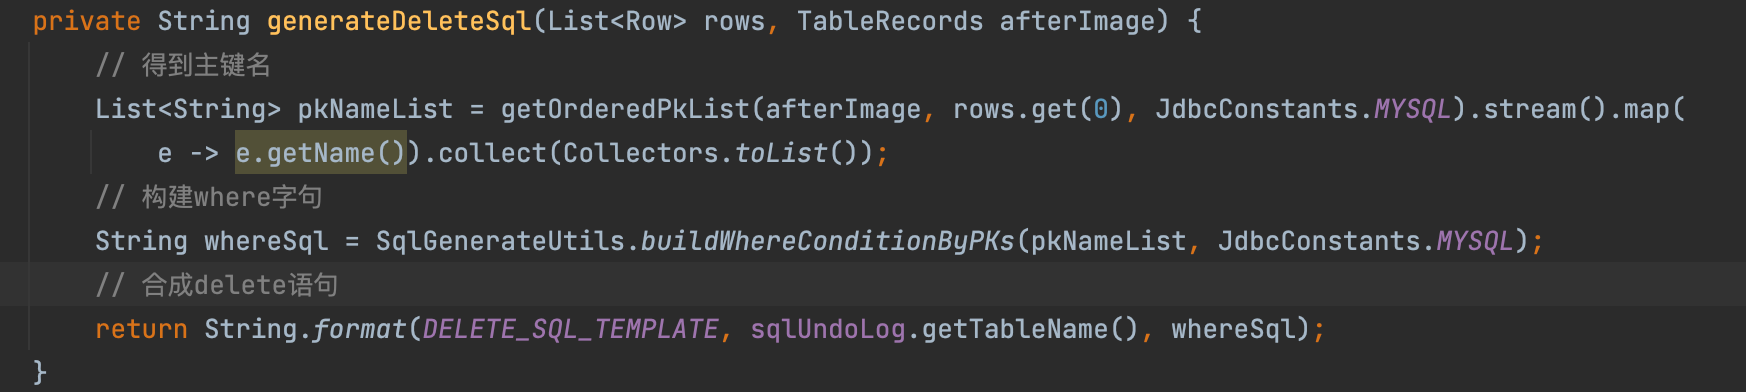 private String generateDeleteSql(List<Row> rows, TableRecords afterImage) {
// 得到主键名
List<String> pkNameList = getOrderedPkList(afterImage, rows.get(0), JdbcConstants.MYSQL).stream().map(
e -> e.getName()).collect(Collectors.toList());
// 构建where字句
String whereSql = SqlGenerateUtils.buildWhereConditionByPKs(pkNameList, JdbcConstants.MYSQL);
// 合成delete语句
return String.format(DELETE_SQL_TEMPLATE, sqlUndoLog.getTableName(), whereSql);
}